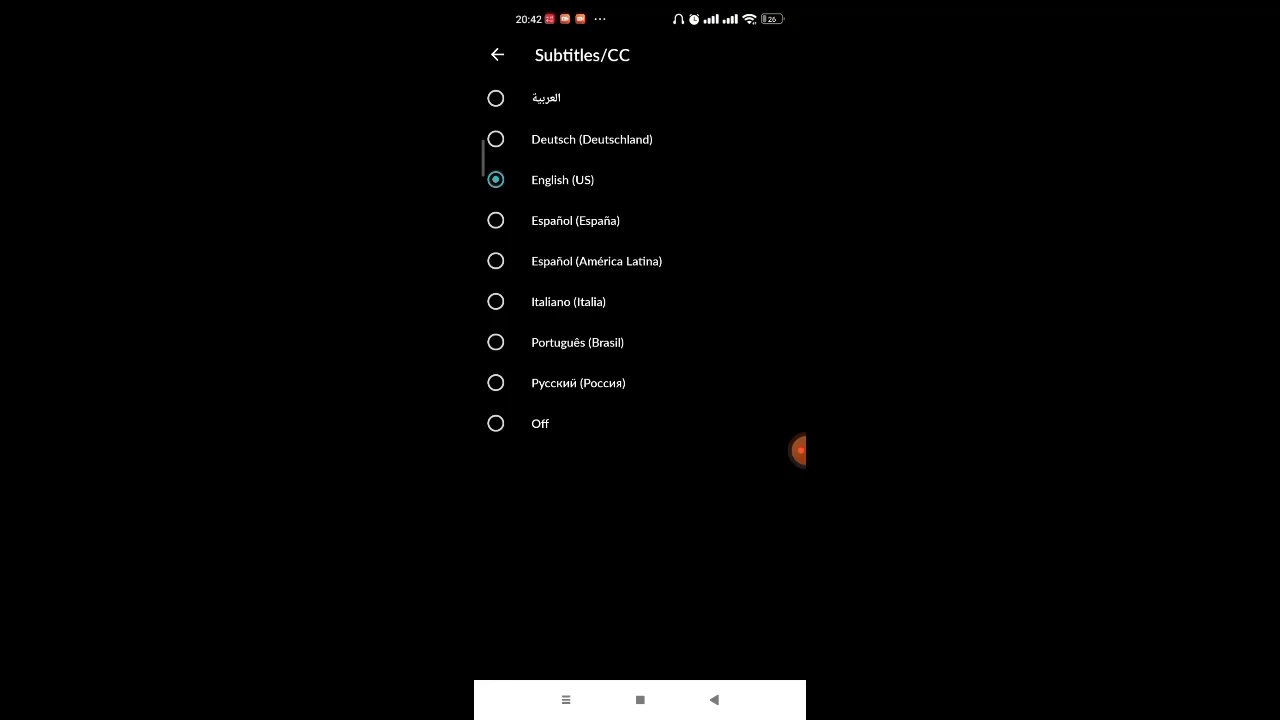 20:42 ... 26
Subtitles/CC
العربية
Deutsch (Deutschland)
English (US)
Español (España)
Español (América Latina)
Italiano (Italia)
Português (Brasil)
Русский (Россия)
Off